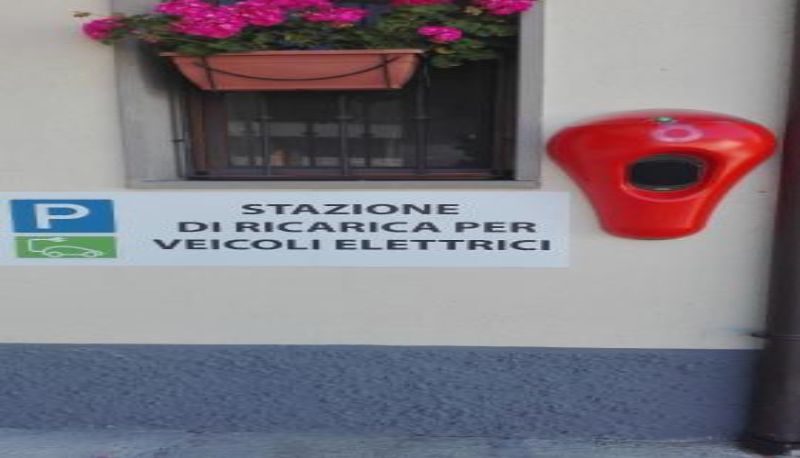 P
STAZIONE
DI RICARICA PER
VEICOLI ELETTRICI